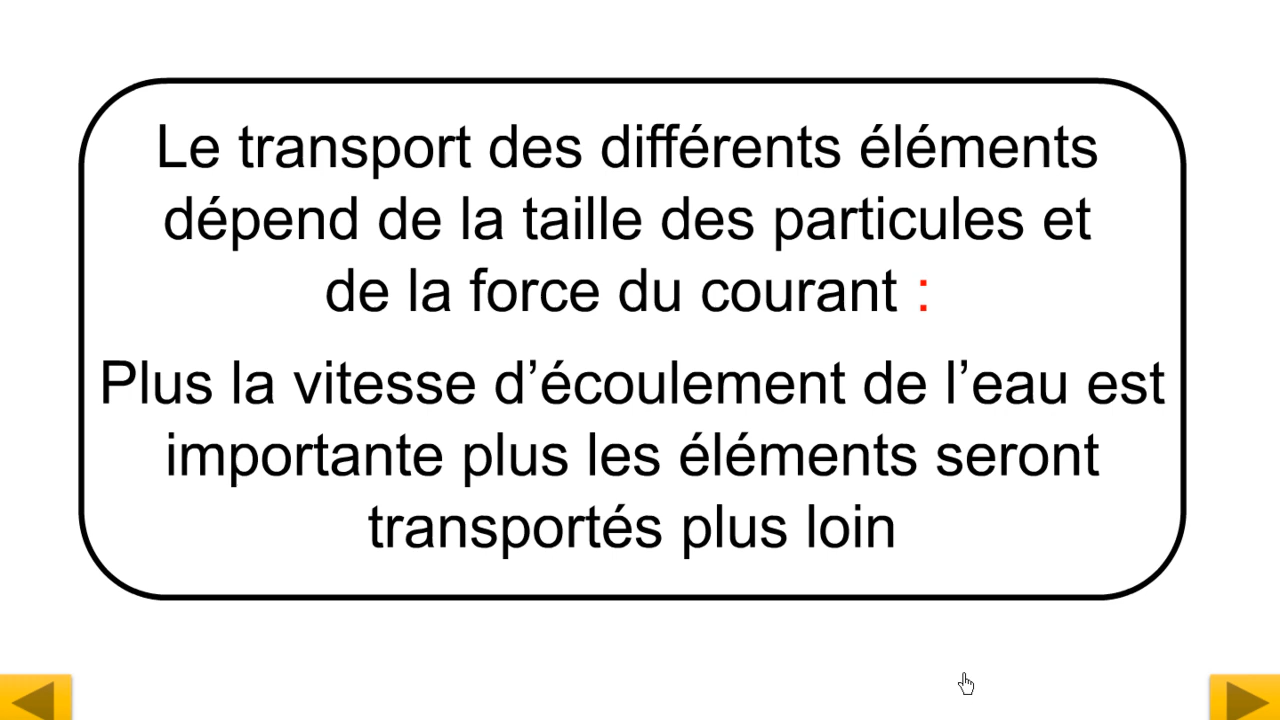 Le transport des différents éléments
dépend de la taille des particules et
de la force du courant :
Plus la vitesse d’écoulement de l’eau est
importante plus les éléments seront
transportés plus loin